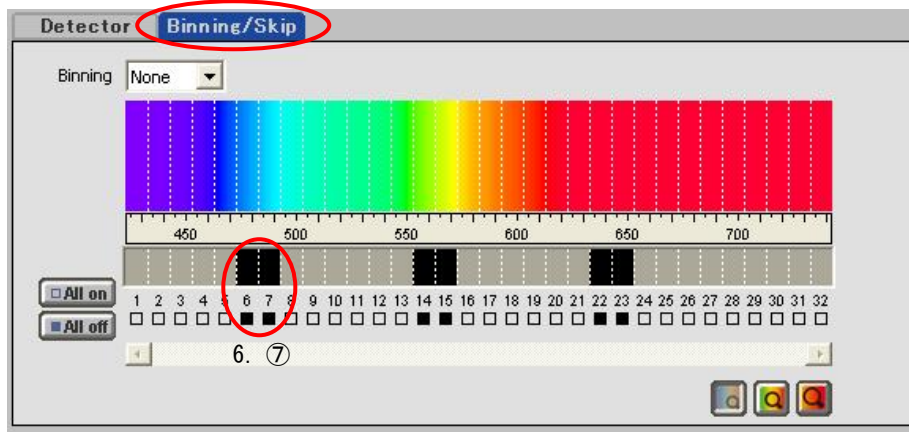 Detector Binning/Skip
Binning None
450 500 550 600 650 700
All on
1 2 3 4 5 6 7 8 9 10 11 12 13 14 15 16 17 18 19 20 21 22 23 24 25 26 27 28 29 30 31 32
All off
6. ⑦